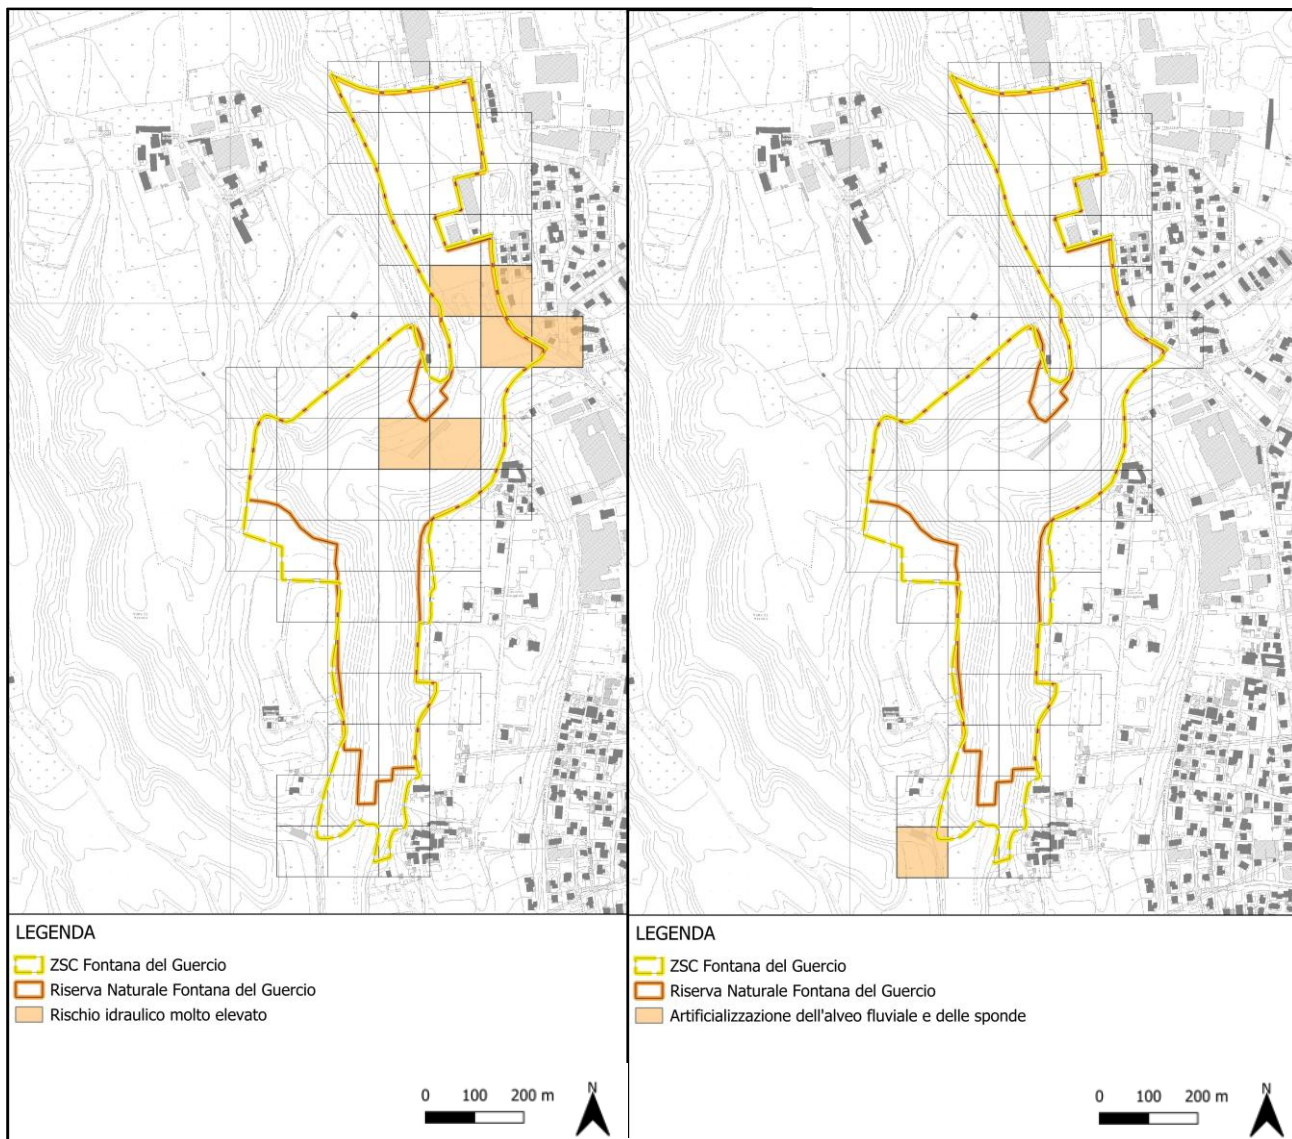 LEGENDA
ZSC Fontana del Guercio
Riserva Naturale Fontana del Guercio
Rischio idraulico molto elevato
0 100 200 m
N
LEGENDA
ZSC Fontana del Guercio
Riserva Naturale Fontana del Guercio
Artificializzazione dell'alveo fluviale e delle sponde
0 100 200 m
N